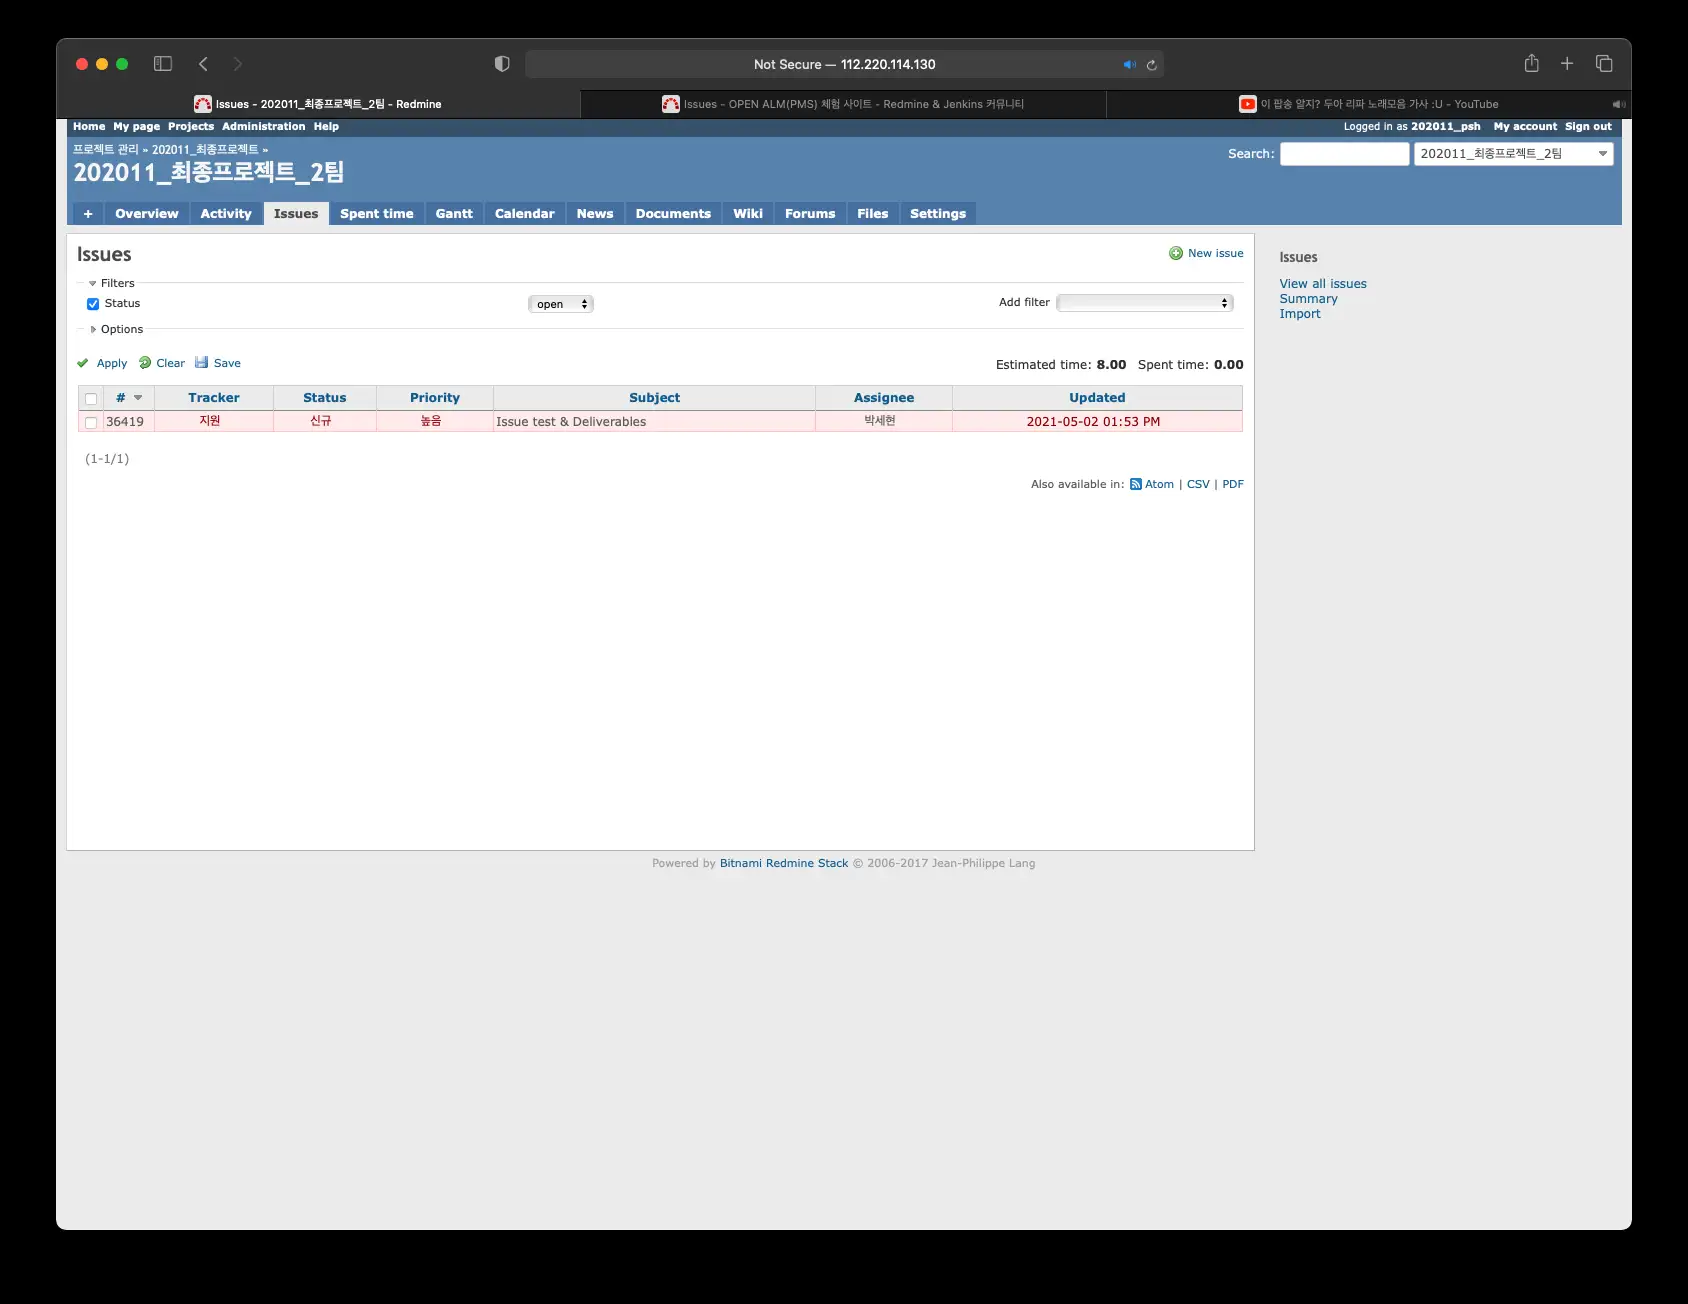 Not Secure — 112.220.114.130
Issues - 202011_최종프로젝트_2팀 - Redmine
Issues - OPEN ALM(PMS) 체험 사이트 - Redmine & Jenkins 커뮤니티
이 팝송 알지? 두아 리파 노래모음 가사 :U - YouTube
Home My page Projects Administration Help
Logged in as 202011_psh My account Sign out
프로젝트 관리 » 202011_최종프로젝트 »
202011_최종프로젝트_2팀
Search:
202011_최종프로젝트_2팀
+ Overview Activity Issues Spent time Gantt Calendar News Documents Wiki Forums Files Settings
Issues
New issue
Filters
Status open Add filter
Options
Apply Clear Save
Estimated time: 8.00 Spent time: 0.00
# Tracker Status Priority Subject Assignee Updated
36419 지원 신규 높음 Issue test & Deliverables 박세현 2021-05-02 01:53 PM
(1-1/1)
Also available in: Atom | CSV | PDF
Issues
View all issues
Summary
Import
Powered by Bitnami Redmine Stack © 2006-2017 Jean-Philippe Lang